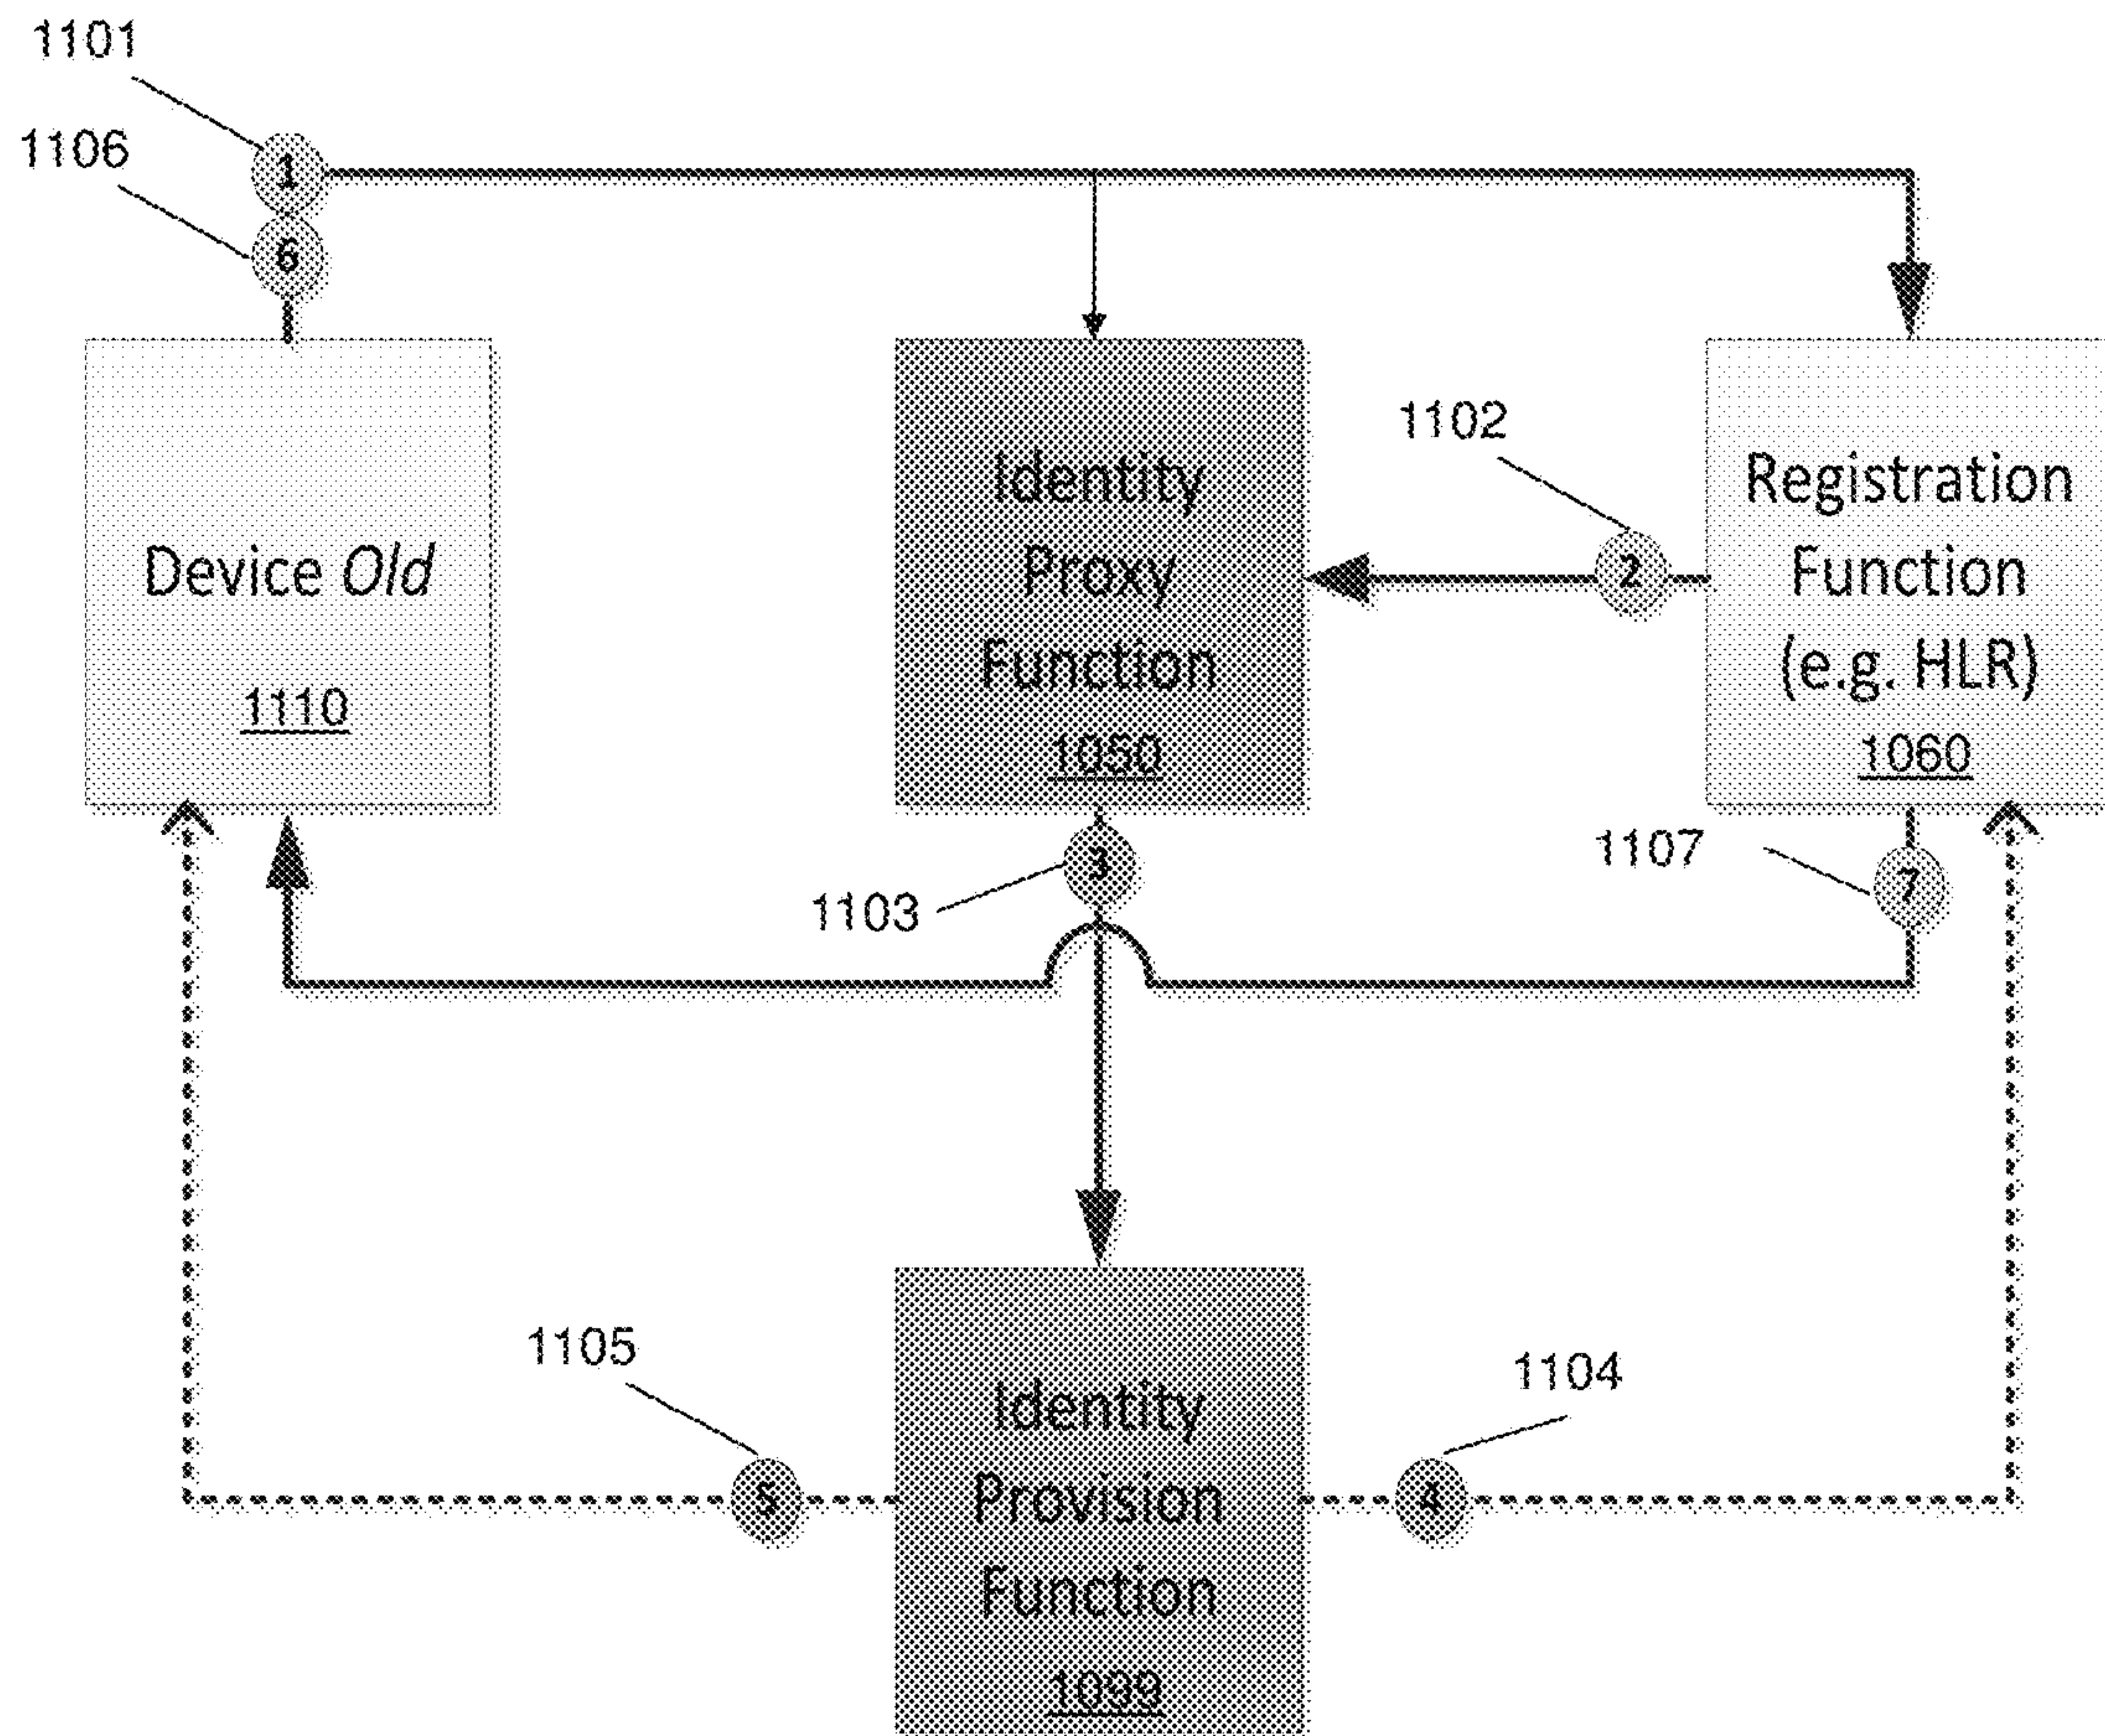 1101
1106
1
6
Device Old
1110
Identity
Proxy
Function
1050
1102
2
Registration
Function
(e.g. HLR)
1060
3
1103
1107
7
1105
5
1104
4
Identity
Provision
Function
1099